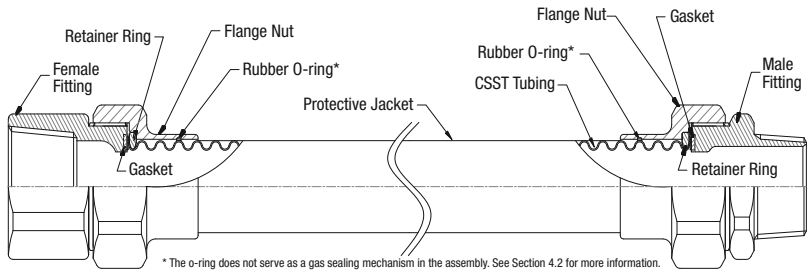 Retainer Ring
Flange Nut
Rubber O-ring*
Female
Fitting
Gasket
Protective Jacket
Flange Nut
Gasket
Rubber O-ring*
CSST Tubing
Male
Fitting
Retainer Ring
* The o-ring does not serve as a gas sealing mechanism in the assembly. See Section 4.2 for more information.